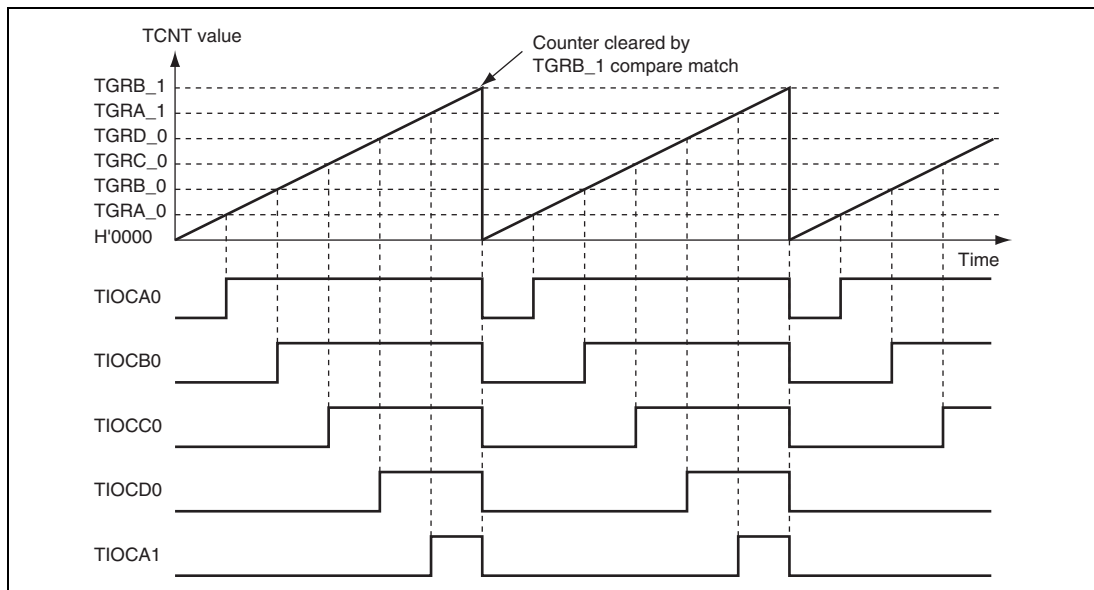 TCNT value
Counter cleared by
TGRB_1 compare match
TGRB_1
TGRA_1
TGRD_0
TGRC_0
TGRB_0
TGRA_0
H'0000
Time
TIOCA0
TIOCB0
TIOCC0
TIOCD0
TIOCA1